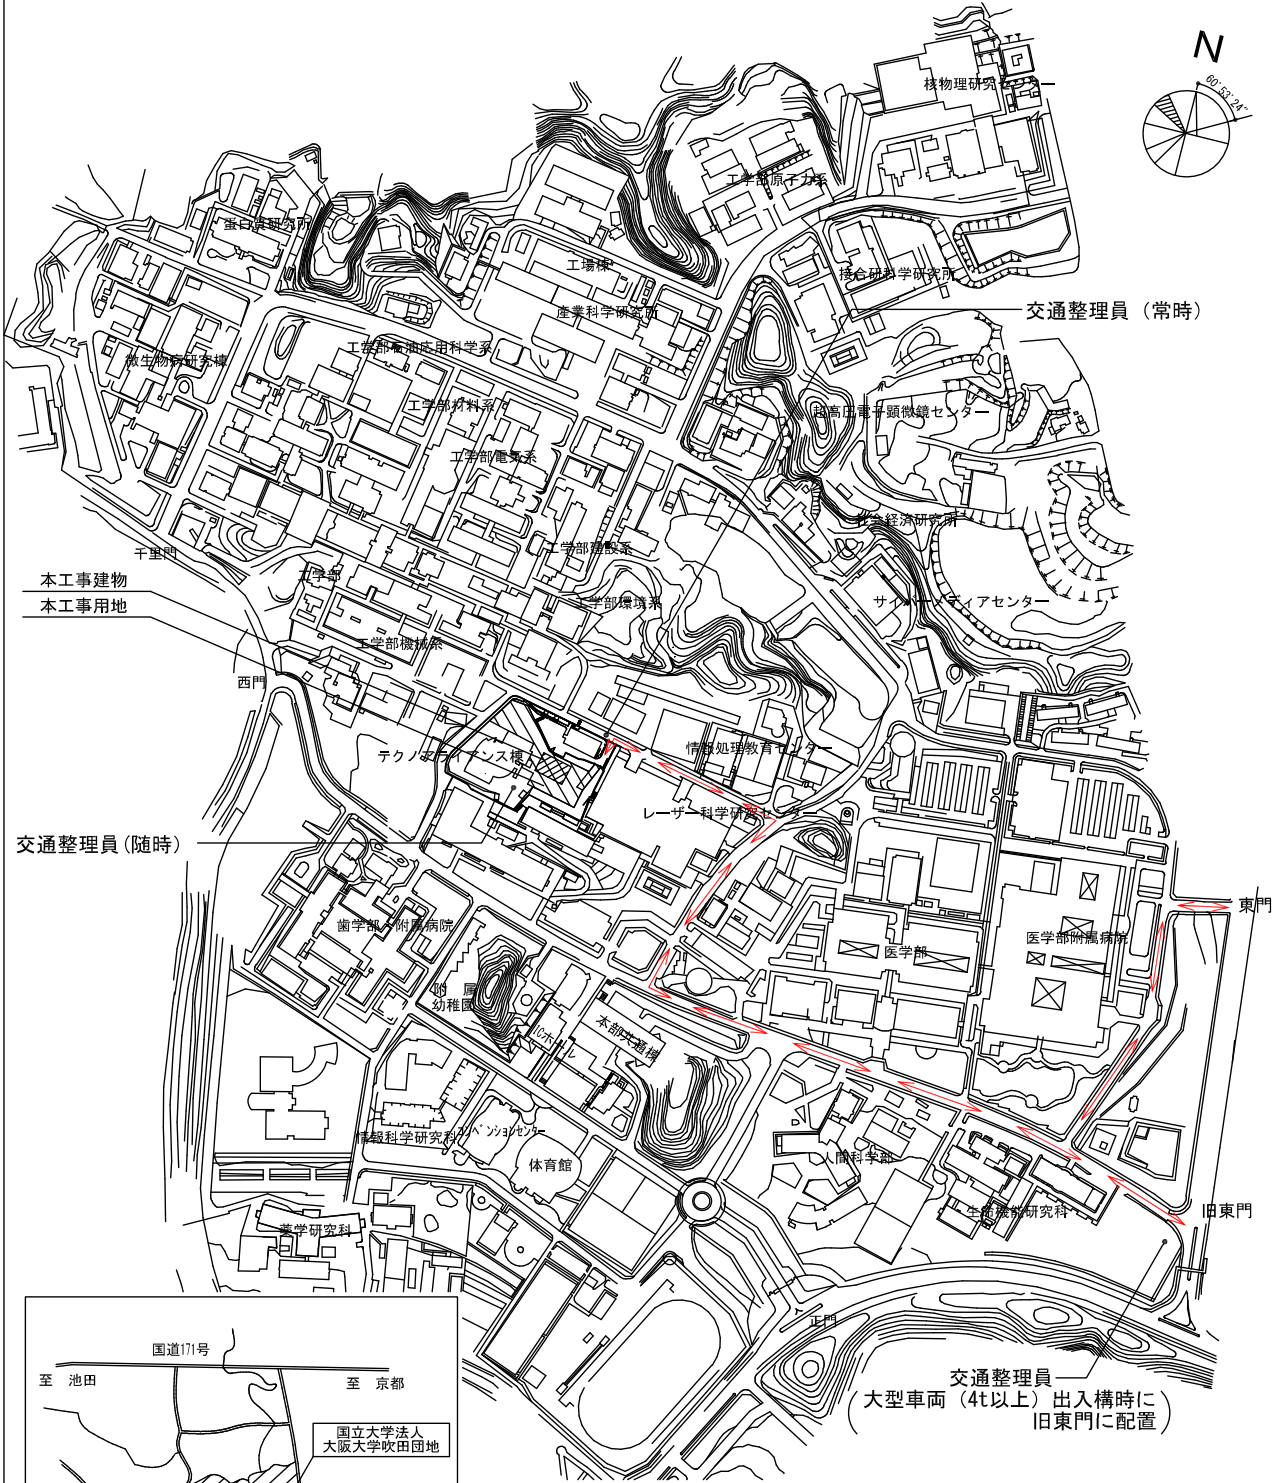 N
60°53'24"
核物理研究センター
工学部原子力系
蛋白質研究所
工場棟
接合研科学研究所
産業科学研究所
交通整理員（常時）
工学部石油応用科学系
微生物病研究棟
工学部材料系
超高圧電子顕微鏡センター
工学部電気系
社会経済研究所
工学部建設系
千里門
本工事建物
工学部
工学部環境系
サイバーメディアセンター
本工事用地
工学部機械系
西門
情報処理教育センター
テクノアライアンス棟
レーザー科学研究センター
交通整理員(随時)
東門
歯学部・附属病院
医学部附属病院
医学部
附 属
幼稚園
ICホール
本部共通棟
情報科学研究科
コンベンションセンター
人間科学部
体育館
生命機能研究科
旧東門
薬学研究科
正門
国道171号
至 池田
至 京都
交通整理員
(大型車両（4t以上）出入構時に
旧東門に配置)
国立大学法人
大阪大学吹田団地